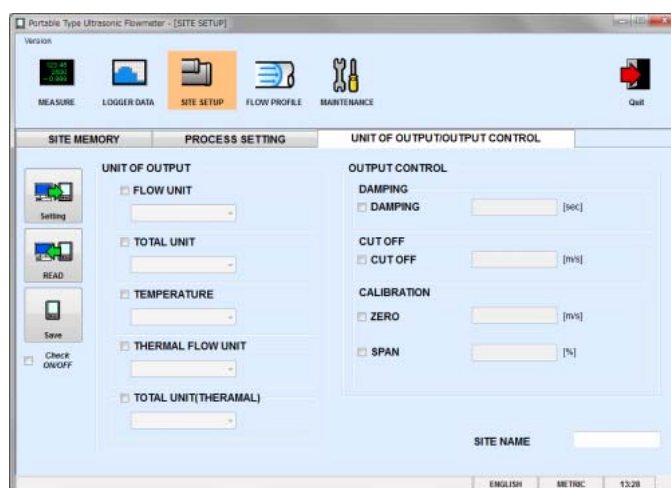 Portable Type Ultrasonic Flowmeter - [SITE SETUP]
Version
MEASURE LOGGER DATA SITE SETUP FLOW PROFILE MAINTENANCE Quit
SITE MEMORY PROCESS SETTING UNIT OF OUTPUT/OUTPUT CONTROL
Setting
READ
Save
Check
ON/OFF
UNIT OF OUTPUT
FLOW UNIT
TOTAL UNIT
TEMPERATURE
THERMAL FLOW UNIT
TOTAL UNIT(THERAMAL)
OUTPUT CONTROL
DAMPING
DAMPING [sec]
CUT OFF
CUT OFF [m/s]
CALIBRATION
ZERO [m/s]
SPAN [%]
SITE NAME
ENGLISH METRIC 13:28